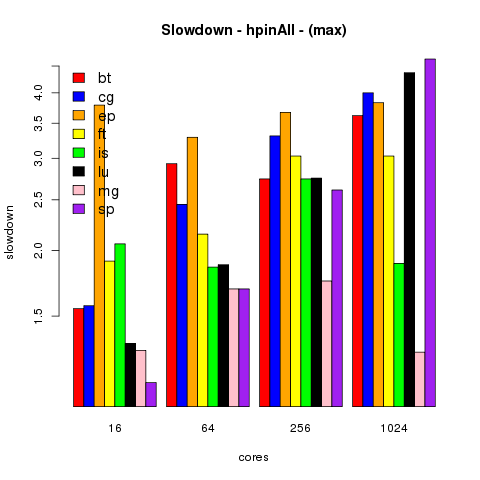 Slowdown - hpinAll - (max)
bt
cg
ep
ft
is
lu
mg
sp
slowdown
4.0
3.5
3.0
2.5
2.0
1.5
16 64 256 1024
cores